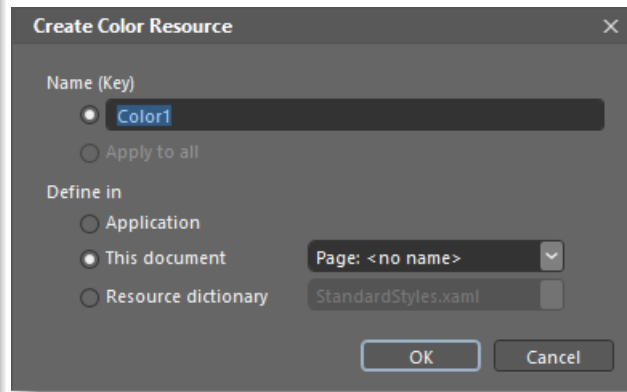 Create Color Resource
Name (Key)
Color1
Apply to all
Define in
Application
This document Page: <no name>
Resource dictionary StandardStyles.xaml
OK Cancel